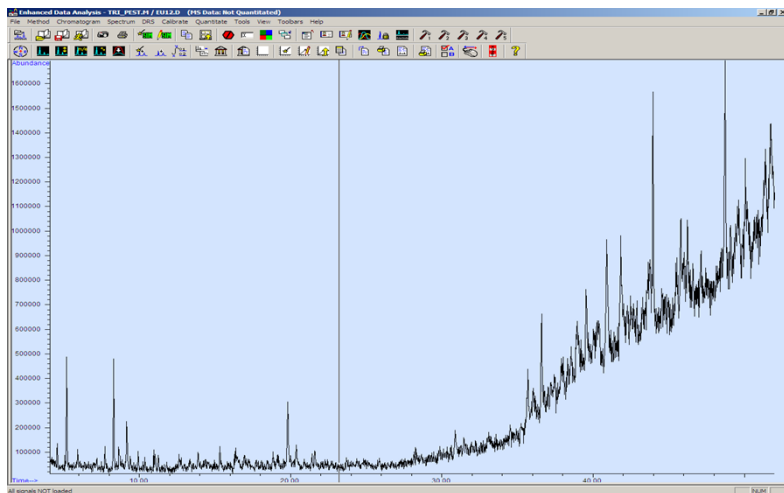 Enhanced Data Analysis - TRI_PEST.M / EU12.D (MS Data: Not Quantitated)
File Method Chromatogram Spectrum DRS Calibrate Quantitate Tools View Toolbars Help
Abundance
1600000
1500000
1400000
1300000
1200000
1100000
1000000
900000
800000
700000
600000
500000
400000
300000
200000
100000
Time-->
10.00 20.00 30.00 40.00
All signals NOT loaded
NUM